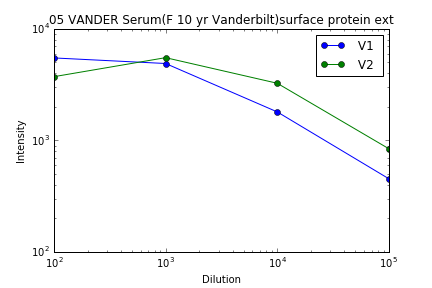 05 VANDER Serum(F 10 yr Vanderbilt)surface protein ext
10⁴
V1
V2
10³
Intensity
10²
10² 10³ 10⁴ 10⁵
Dilution